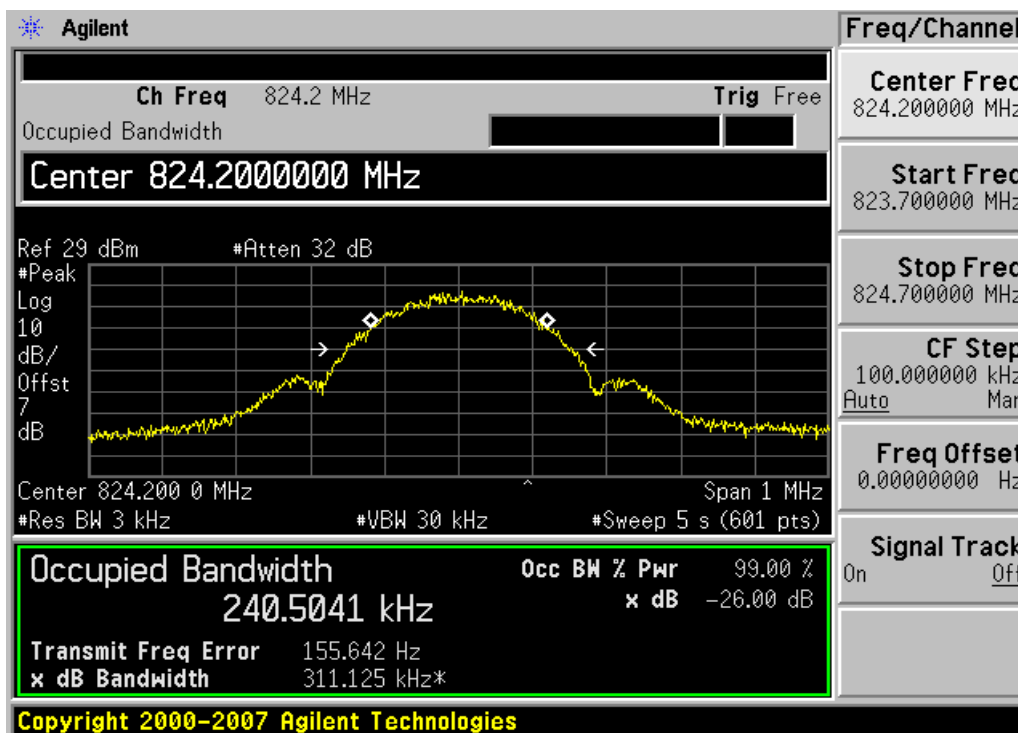 Agilent
Ch Freq 824.2 MHz Trig Free
Occupied Bandwidth
Center 824.2000000 MHz
Ref 29 dBm #Atten 32 dB
#Peak
Log
10
dB/
Offst
7
dB
Center 824.200 0 MHz Span 1 MHz
#Res BW 3 kHz #VBW 30 kHz #Sweep 5 s (601 pts)
Occupied Bandwidth Occ BW % Pwr 99.00 %
240.5041 kHz x dB -26.00 dB
Transmit Freq Error 155.642 Hz
x dB Bandwidth 311.125 kHz*
Copyright 2000-2007 Agilent Technologies
Freq/Channel
Center Freq
824.200000 MHz
Start Freq
823.700000 MHz
Stop Freq
824.700000 MHz
CF Step
100.000000 kHz
Auto Man
Freq Offset
0.00000000 Hz
Signal Track
On Off